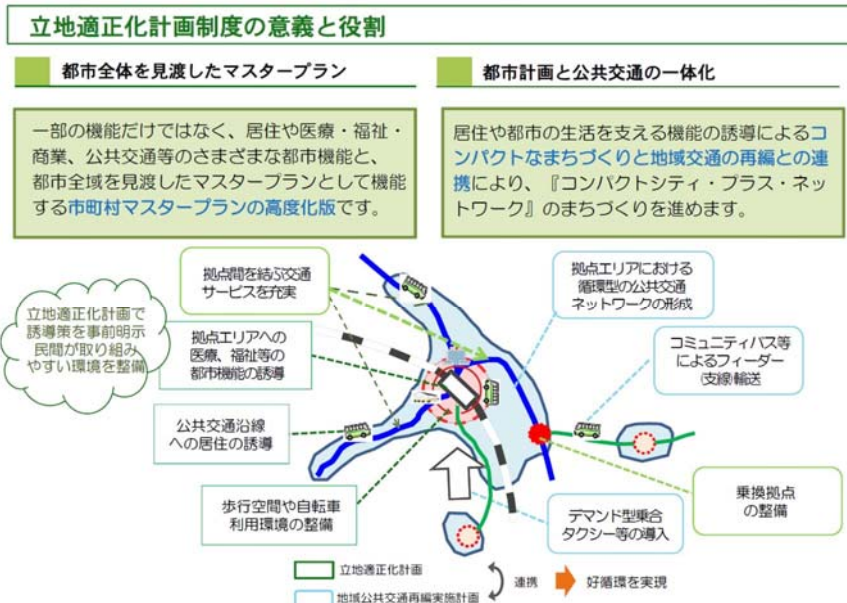 立地適正化計画制度の意義と役割
都市全体を見渡したマスタープラン
一部の機能だけではなく、居住や医療・福祉・
商業、公共交通等のさまざまな都市機能と、
都市全域を見渡したマスタープランとして機能
する市町村マスタープランの高度化版です。
都市計画と公共交通の一体化
居住や都市の生活を支える機能の誘導によるコ
ンパクトなまちづくりと地域交通の再編との連
携により、『コンパクトシティ・プラス・ネッ
トワーク』のまちづくりを進めます。
立地適正化計画で
誘導策を事前明示
民間が取り組み
やすい環境を整備
拠点間を結ぶ交通
サービスを充実
拠点エリアへの
医療、福祉等の
都市機能の誘導
公共交通沿線
への居住の誘導
歩行空間や自転車
利用環境の整備
拠点エリアにおける
循環型の公共交通
ネットワークの形成
コミュニティバス等
によるフィーダー
(支線)輸送
乗換拠点
の整備
デマンド型乗合
タクシー等の導入
立地適正化計画
地域公共交通再編実施計画
連携
好循環を実現